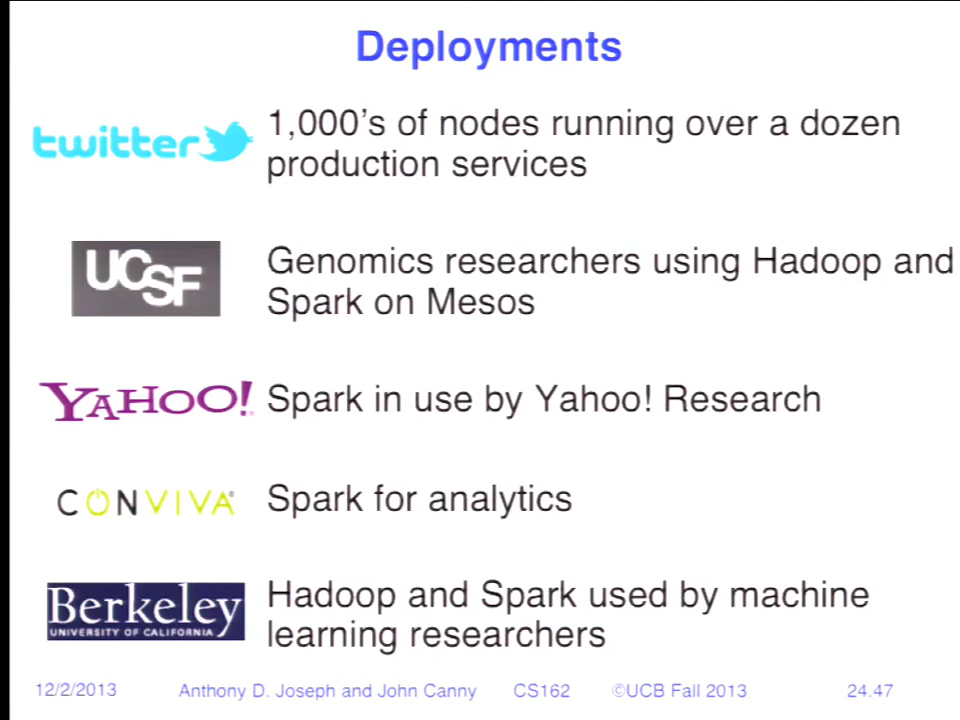 Deployments
twitter
1,000's of nodes running over a dozen
production services
UCSF
Genomics researchers using Hadoop and
Spark on Mesos
YAHOO!
Spark in use by Yahoo! Research
CONVIVA
Spark for analytics
Berkeley
UNIVERSITY OF CALIFORNIA
Hadoop and Spark used by machine
learning researchers
12/2/2013 Anthony D. Joseph and John Canny CS162 ©UCB Fall 2013 24.47